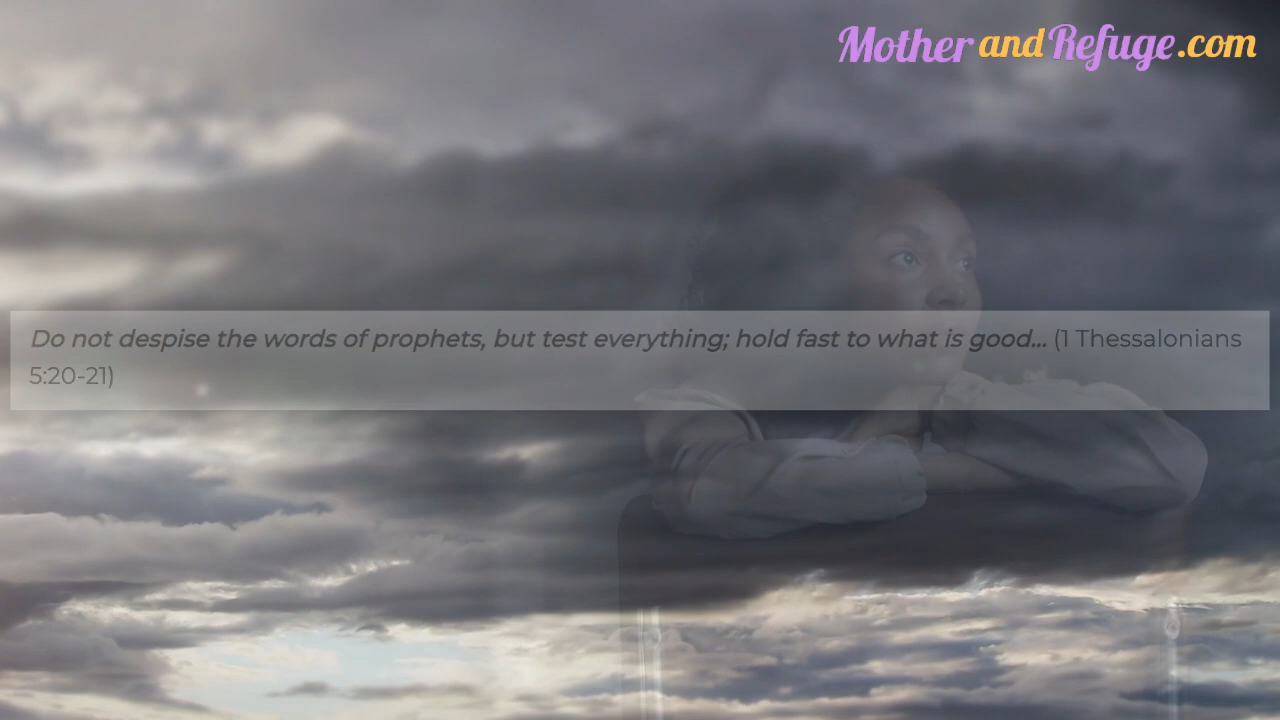 Mother and Refuge.com
Do not despise the words of prophets, but test everything; hold fast to what is good... (1 Thessalonians
5:20-21)